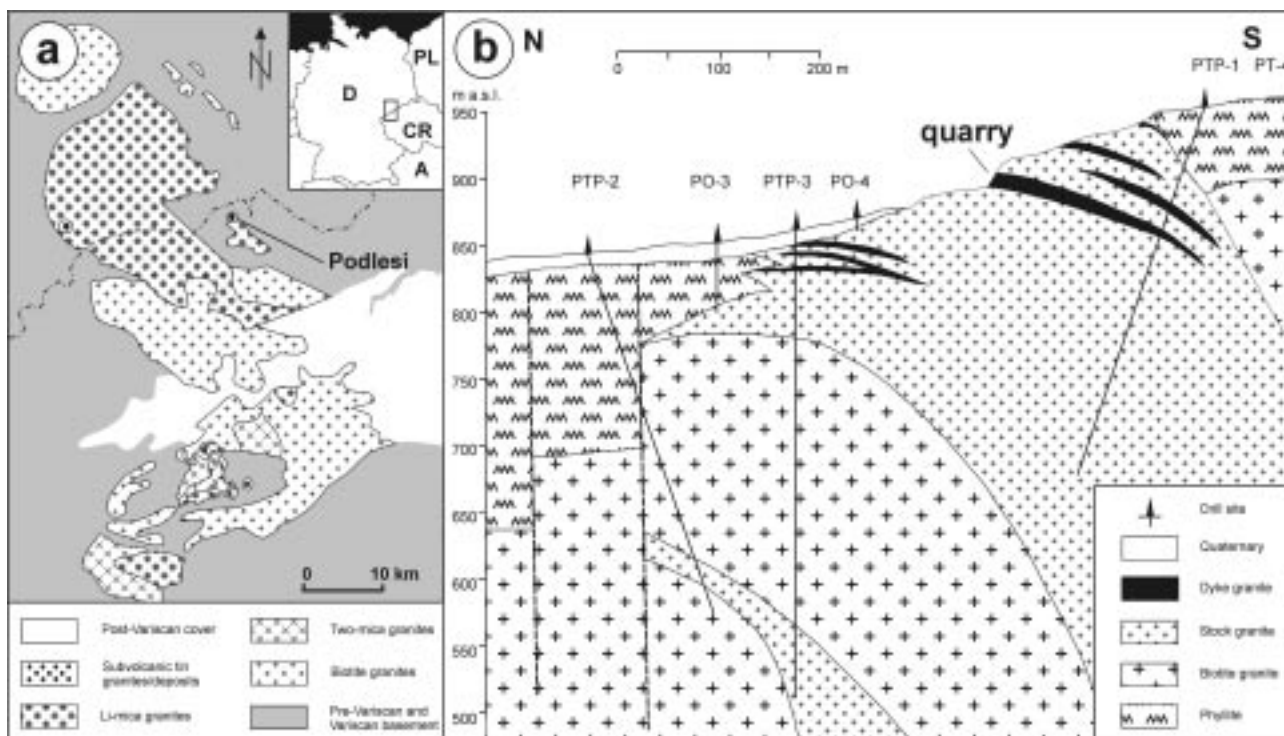 a
N
PL
D
CR
A
Podlesi
0 10 km
Post-Variscan cover
Subvolcanic tin
granites/deposits
Li-mica granites
Two-mica granites
Biotite granites
Pre-Variscan and
Variscan basement
b
N
S
0 100 200 m
m a.s.l.
950
900
850
800
750
700
650
600
550
500
PTP-2
PO-3
PTP-3
PO-4
quarry
PTP-1
PT-4
Drill site
Quaternary
Dyke granite
Stock granite
Biotite granite
Phyllite